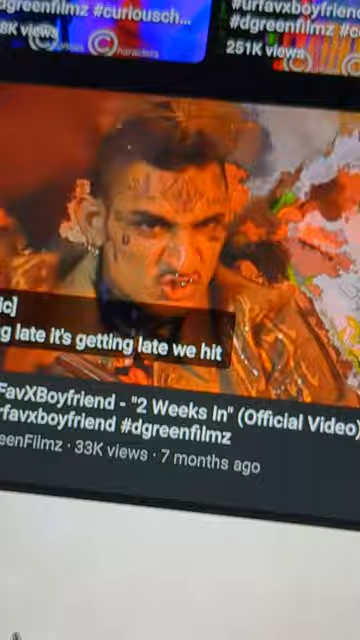 dgreenfilmz #curiousch...
8K views
#urfavxboyfriend
#dgreenfilmz #c
251K views
ic]
g late it's getting late we hit
FavXBoyfriend - "2 Weeks In" (Official Video)
rfavxboyfriend #dgreenfilmz
eenFilmz · 33K views · 7 months ago